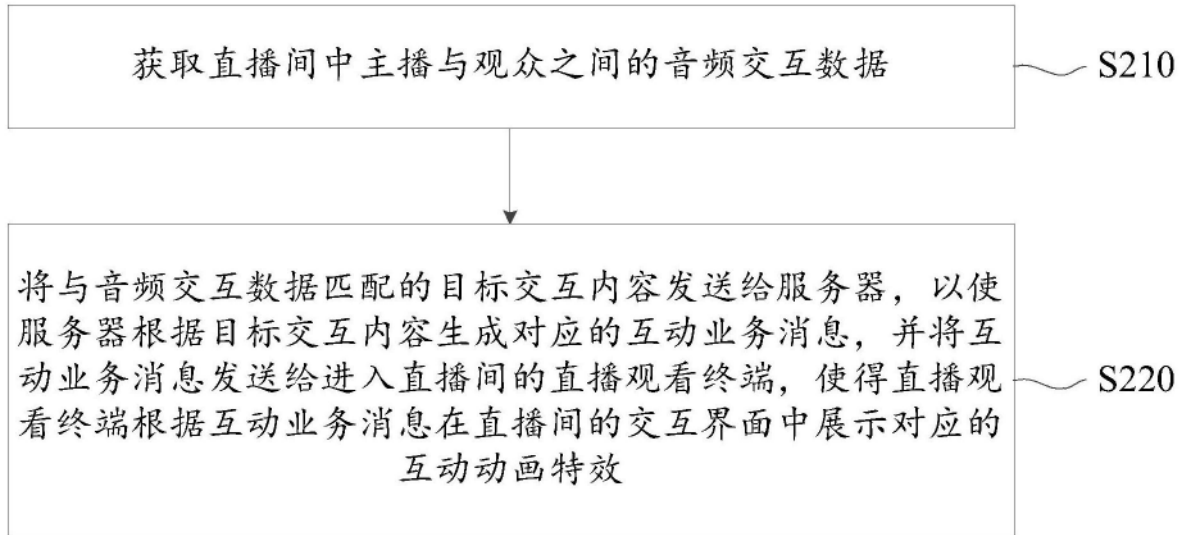 获取直播间中主播与观众之间的音频交互数据
S210
将与音频交互数据匹配的目标交互内容发送给服务器，以使
服务器根据目标交互内容生成对应的互动业务消息，并将互
动业务消息发送给进入直播间的直播观看终端，使得直播观
看终端根据互动业务消息在直播间的交互界面中展示对应的
互动动画特效
S220